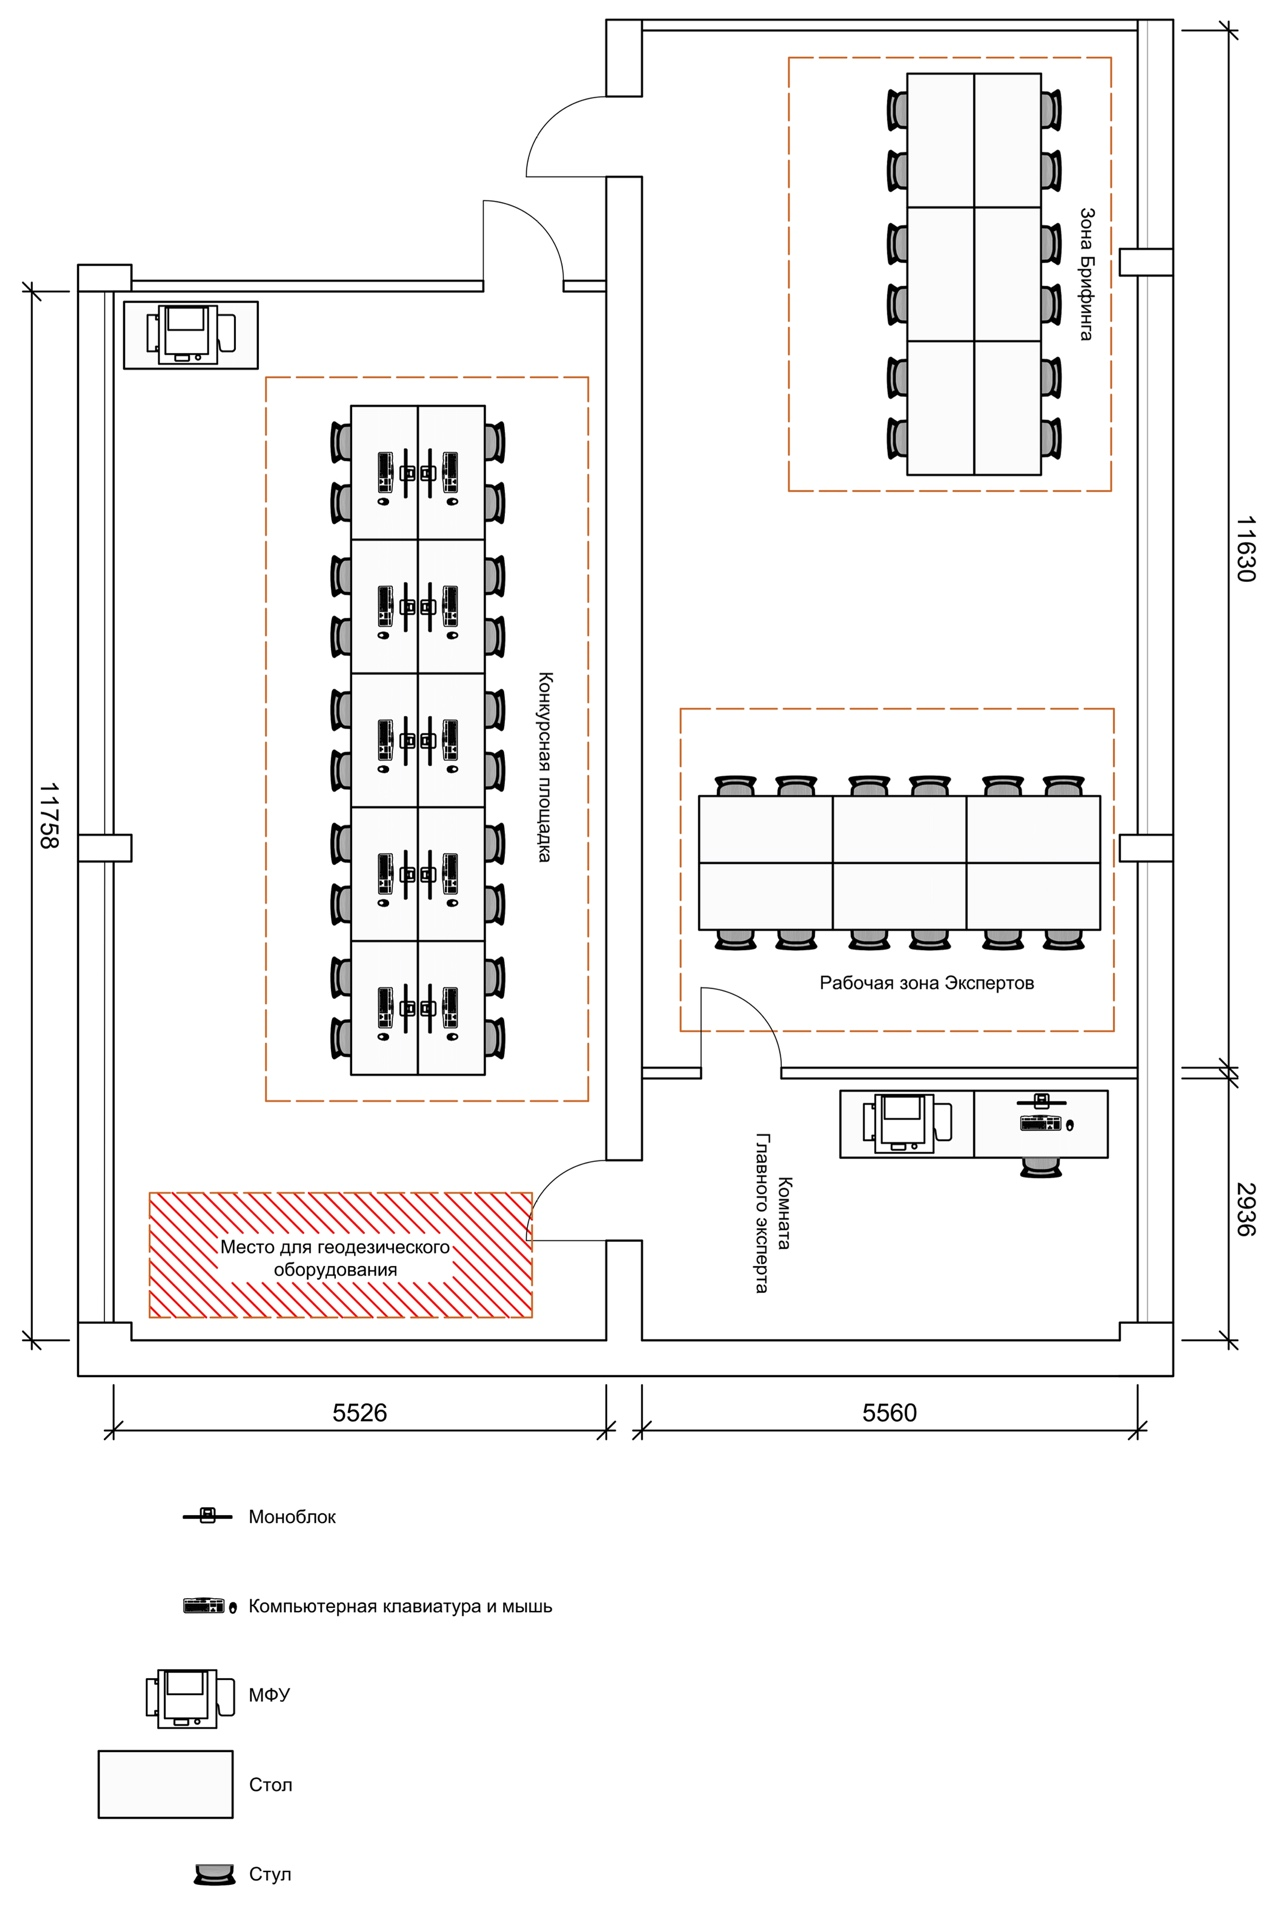 Зона Брифинга
11630
Конкурсная площадка
11758
Рабочая зона Экспертов
Комната
Главного эксперта
2936
Место для геодезического
оборудования
5526
5560
Моноблок
Компьютерная клавиатура и мышь
МФУ
Стол
Стул